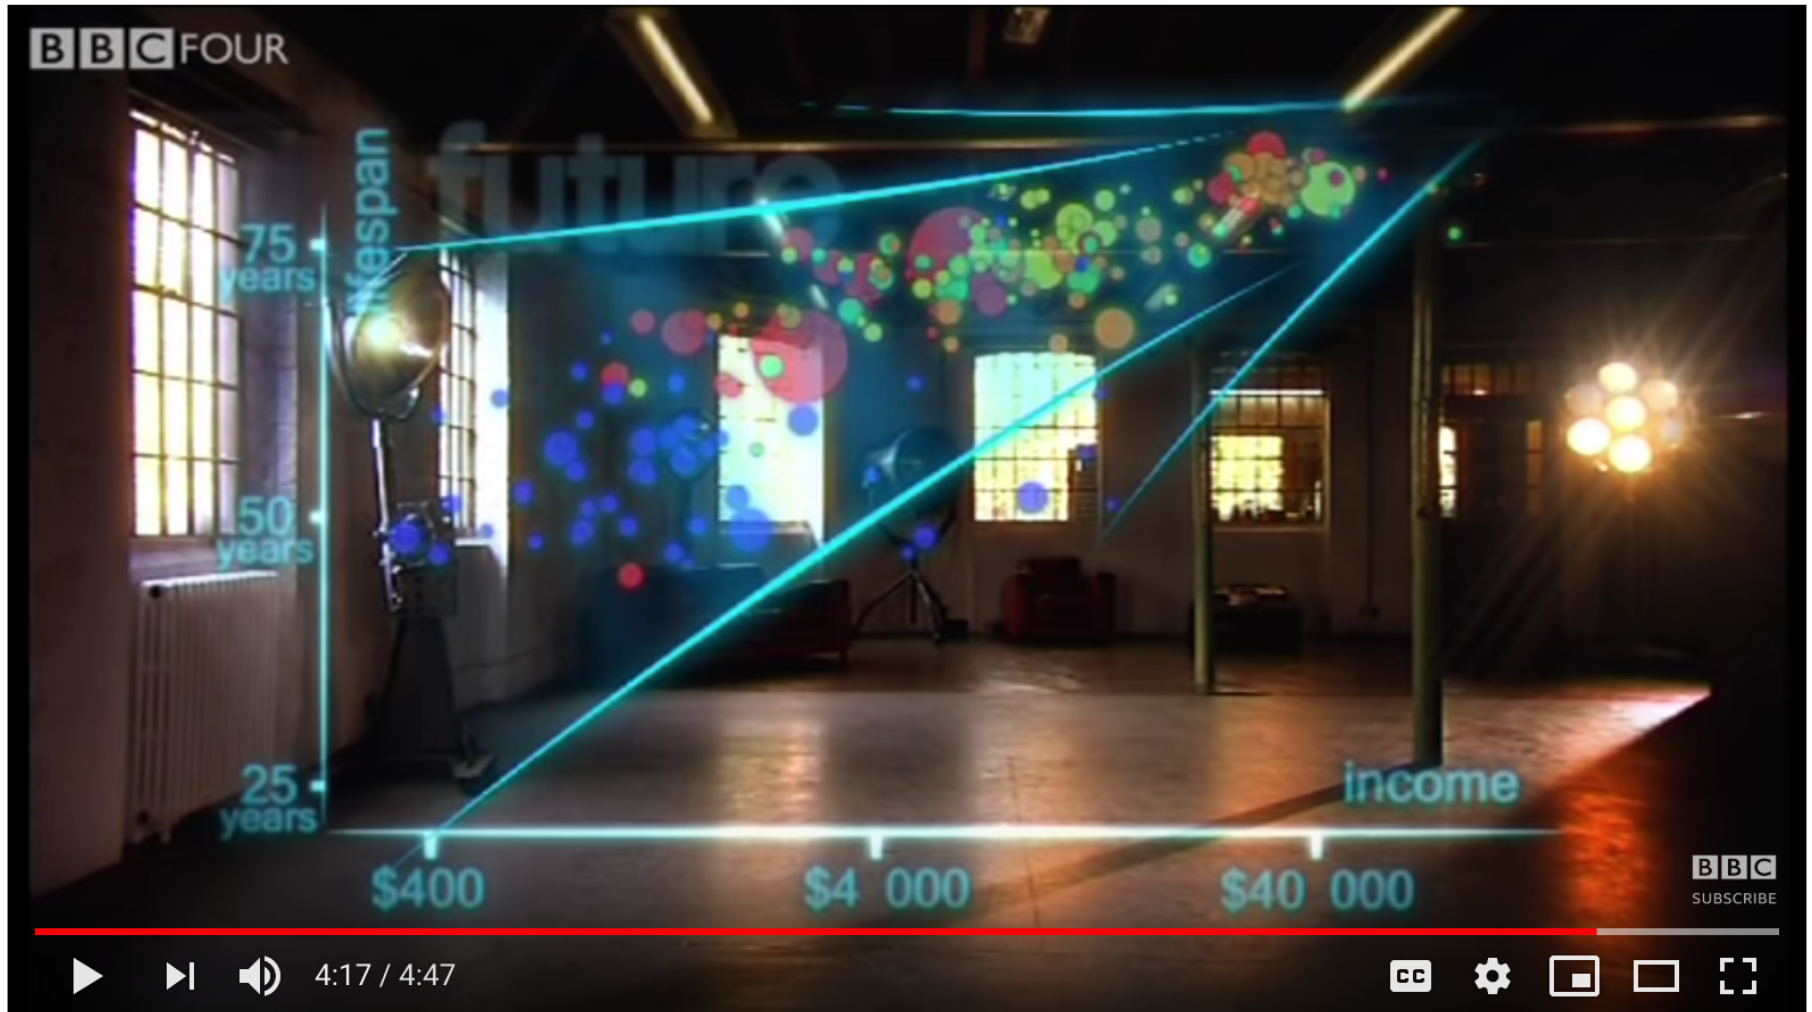 BBC FOUR
future
lifespan
75
years
50
years
25
years
income
$400
$4 000
$40 000
BBC
SUBSCRIBE
4:17 / 4:47
CC